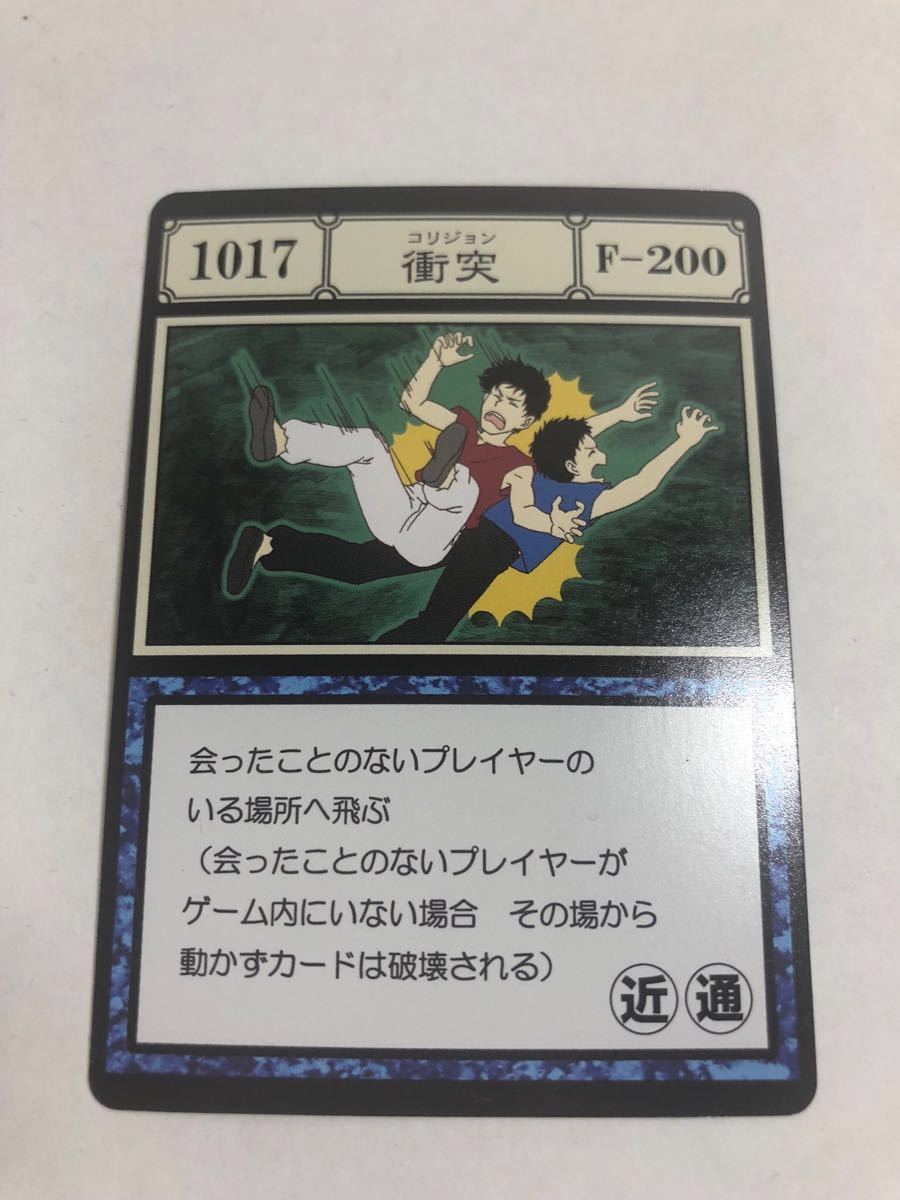 1017
コリジョン
衝突
F-200
会ったことのないプレイヤーの
いる場所へ飛ぶ
（会ったことのないプレイヤーが
ゲーム内にいない場合　その場から
動かずカードは破壊される）
近 通